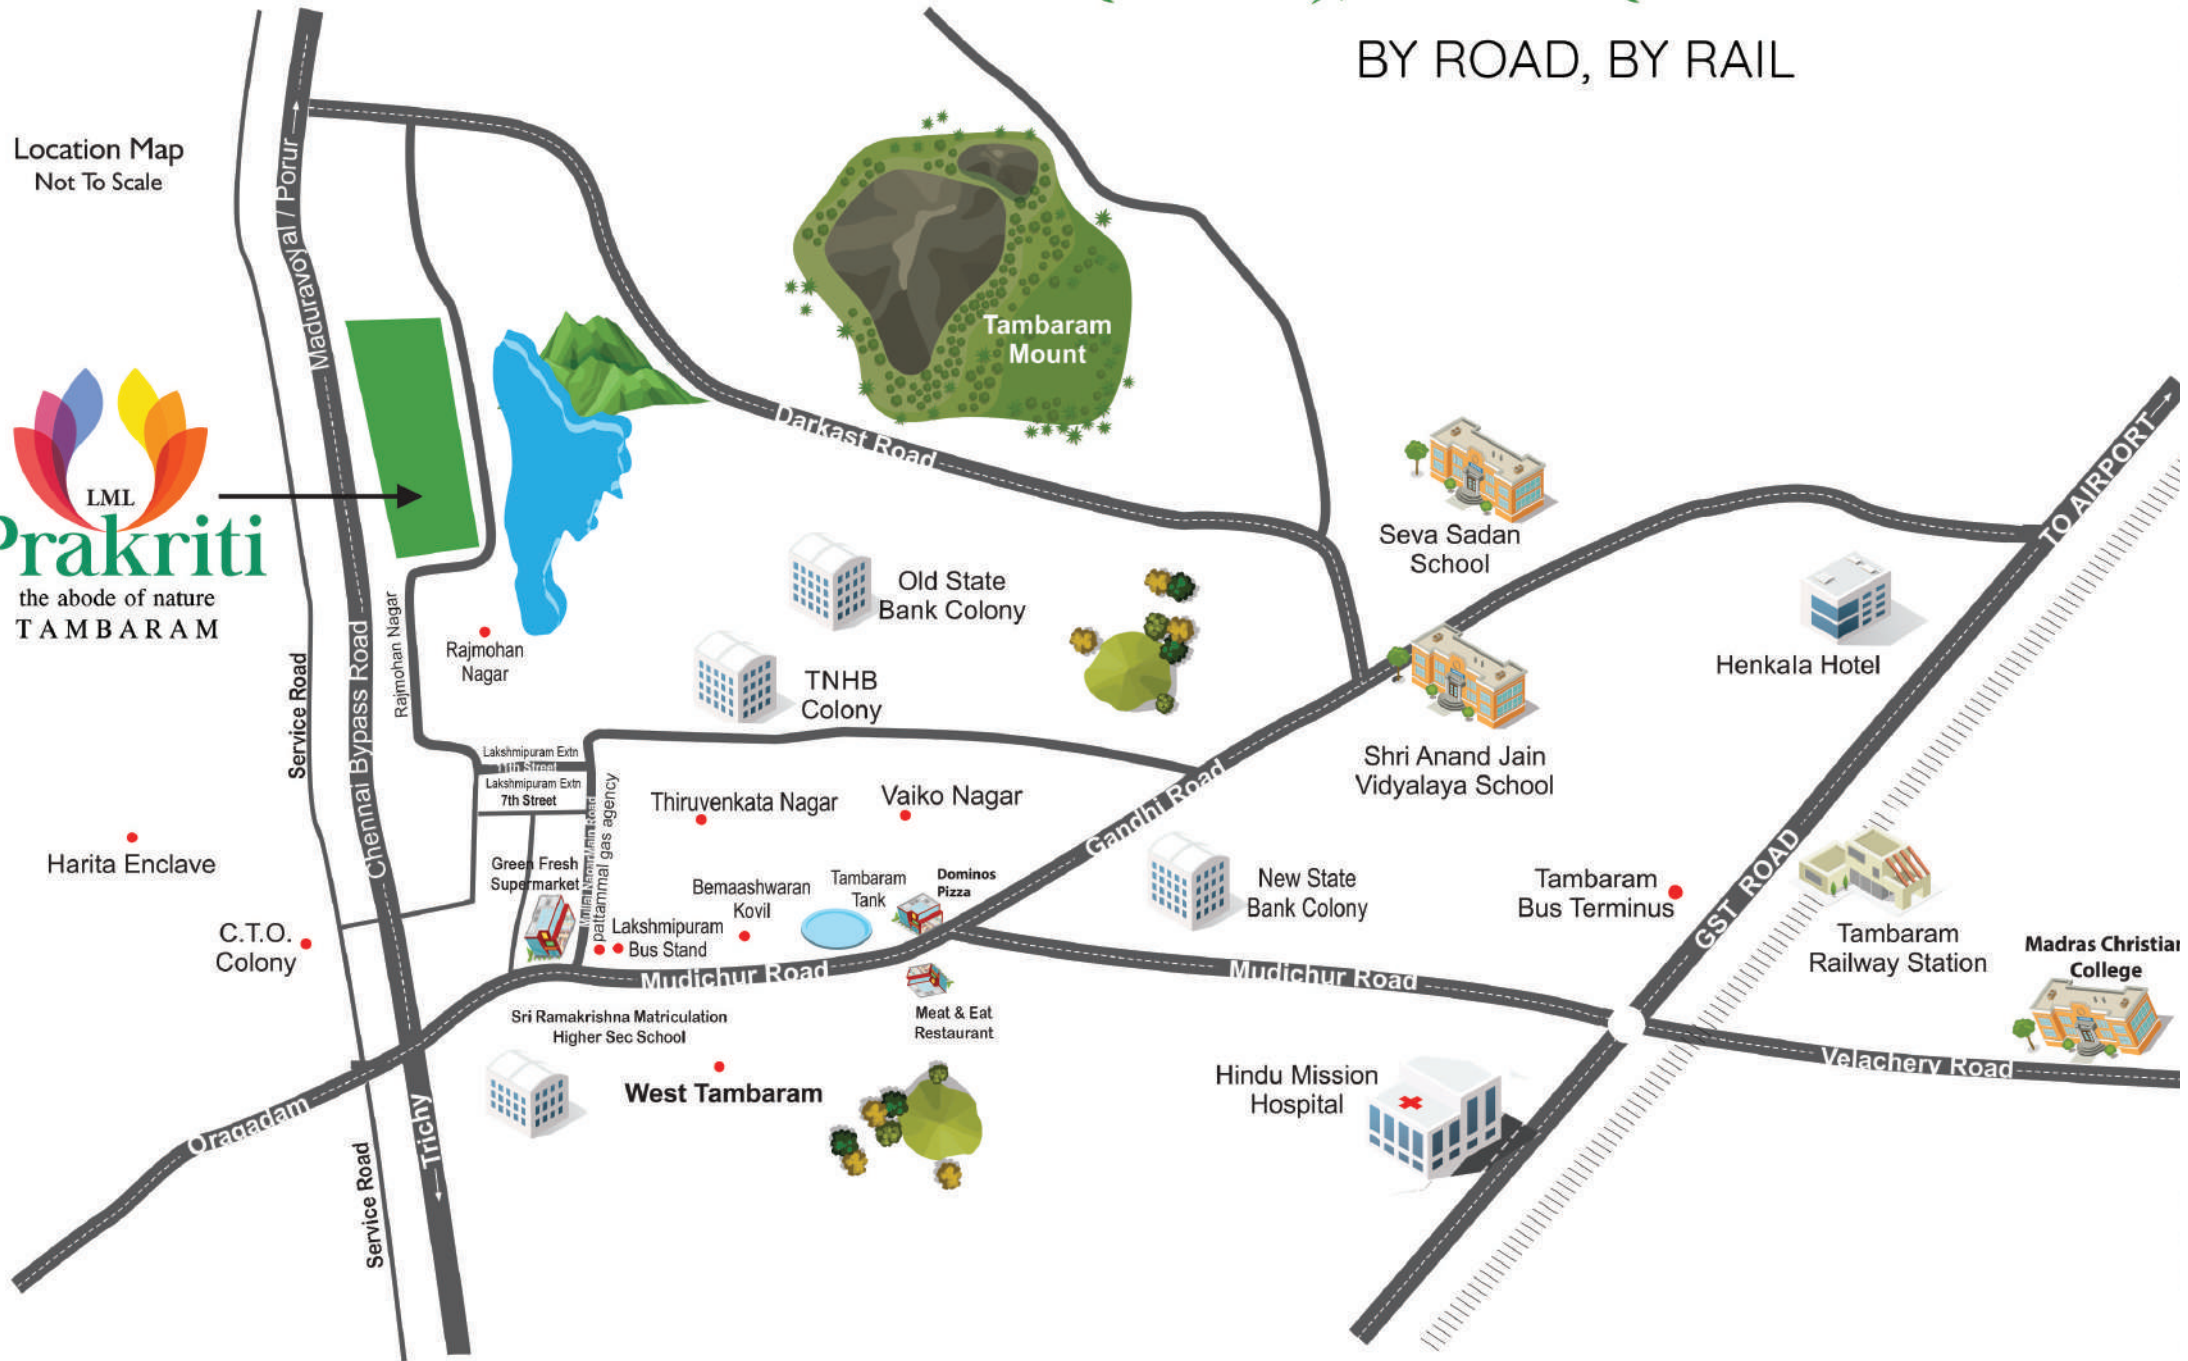 BY ROAD, BY RAIL
Location Map
Not To Scale
Maduravoyal / Porur
Tambaram
Mount
Darkast Road
LML
Prakriti
the abode of nature
TAMBARAM
Seva Sadan
School
TO AIRPORT
Old State
Bank Colony
Henkala Hotel
Rajmohan Nagar
Rajmohan
Nagar
TNHB
Colony
Service Road
Chennai Bypass Road
Shri Anand Jain
Vidyalaya School
Lakshmipuram Extn
11th Street
Lakshmipuram Extn
7th Street
Thiruvenkata Nagar
Vaiko Nagar
Gandhi Road
pattammal gas agency
Harita Enclave
Green Fresh
Supermarket
Bemaashwaran
Kovil
Tambaram
Tank
Dominos
Pizza
New State
Bank Colony
Tambaram
Bus Terminus
GST ROAD
C.T.O.
Colony
Lakshmipuram
Bus Stand
Tambaram
Railway Station
Madras Christian
College
Mudichur Road
Mudichur Road
Sri Ramakrishna Matriculation
Higher Sec School
Meat & Eat
Restaurant
West Tambaram
Hindu Mission
Hospital
Velachery Road
Oragadam
Trichy
Service Road